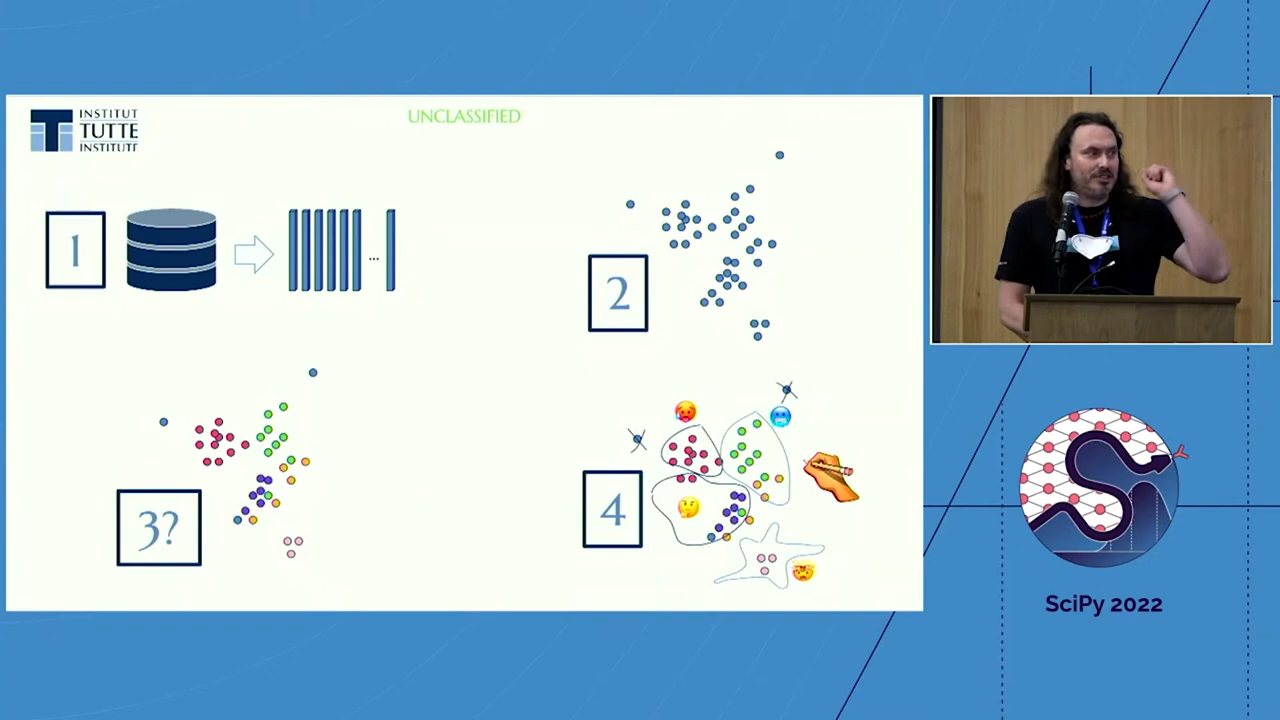 INSTITUT
TUTTE
INSTITUTE
UNCLASSIFIED
1
...
2
3?
4
SciPy 2022